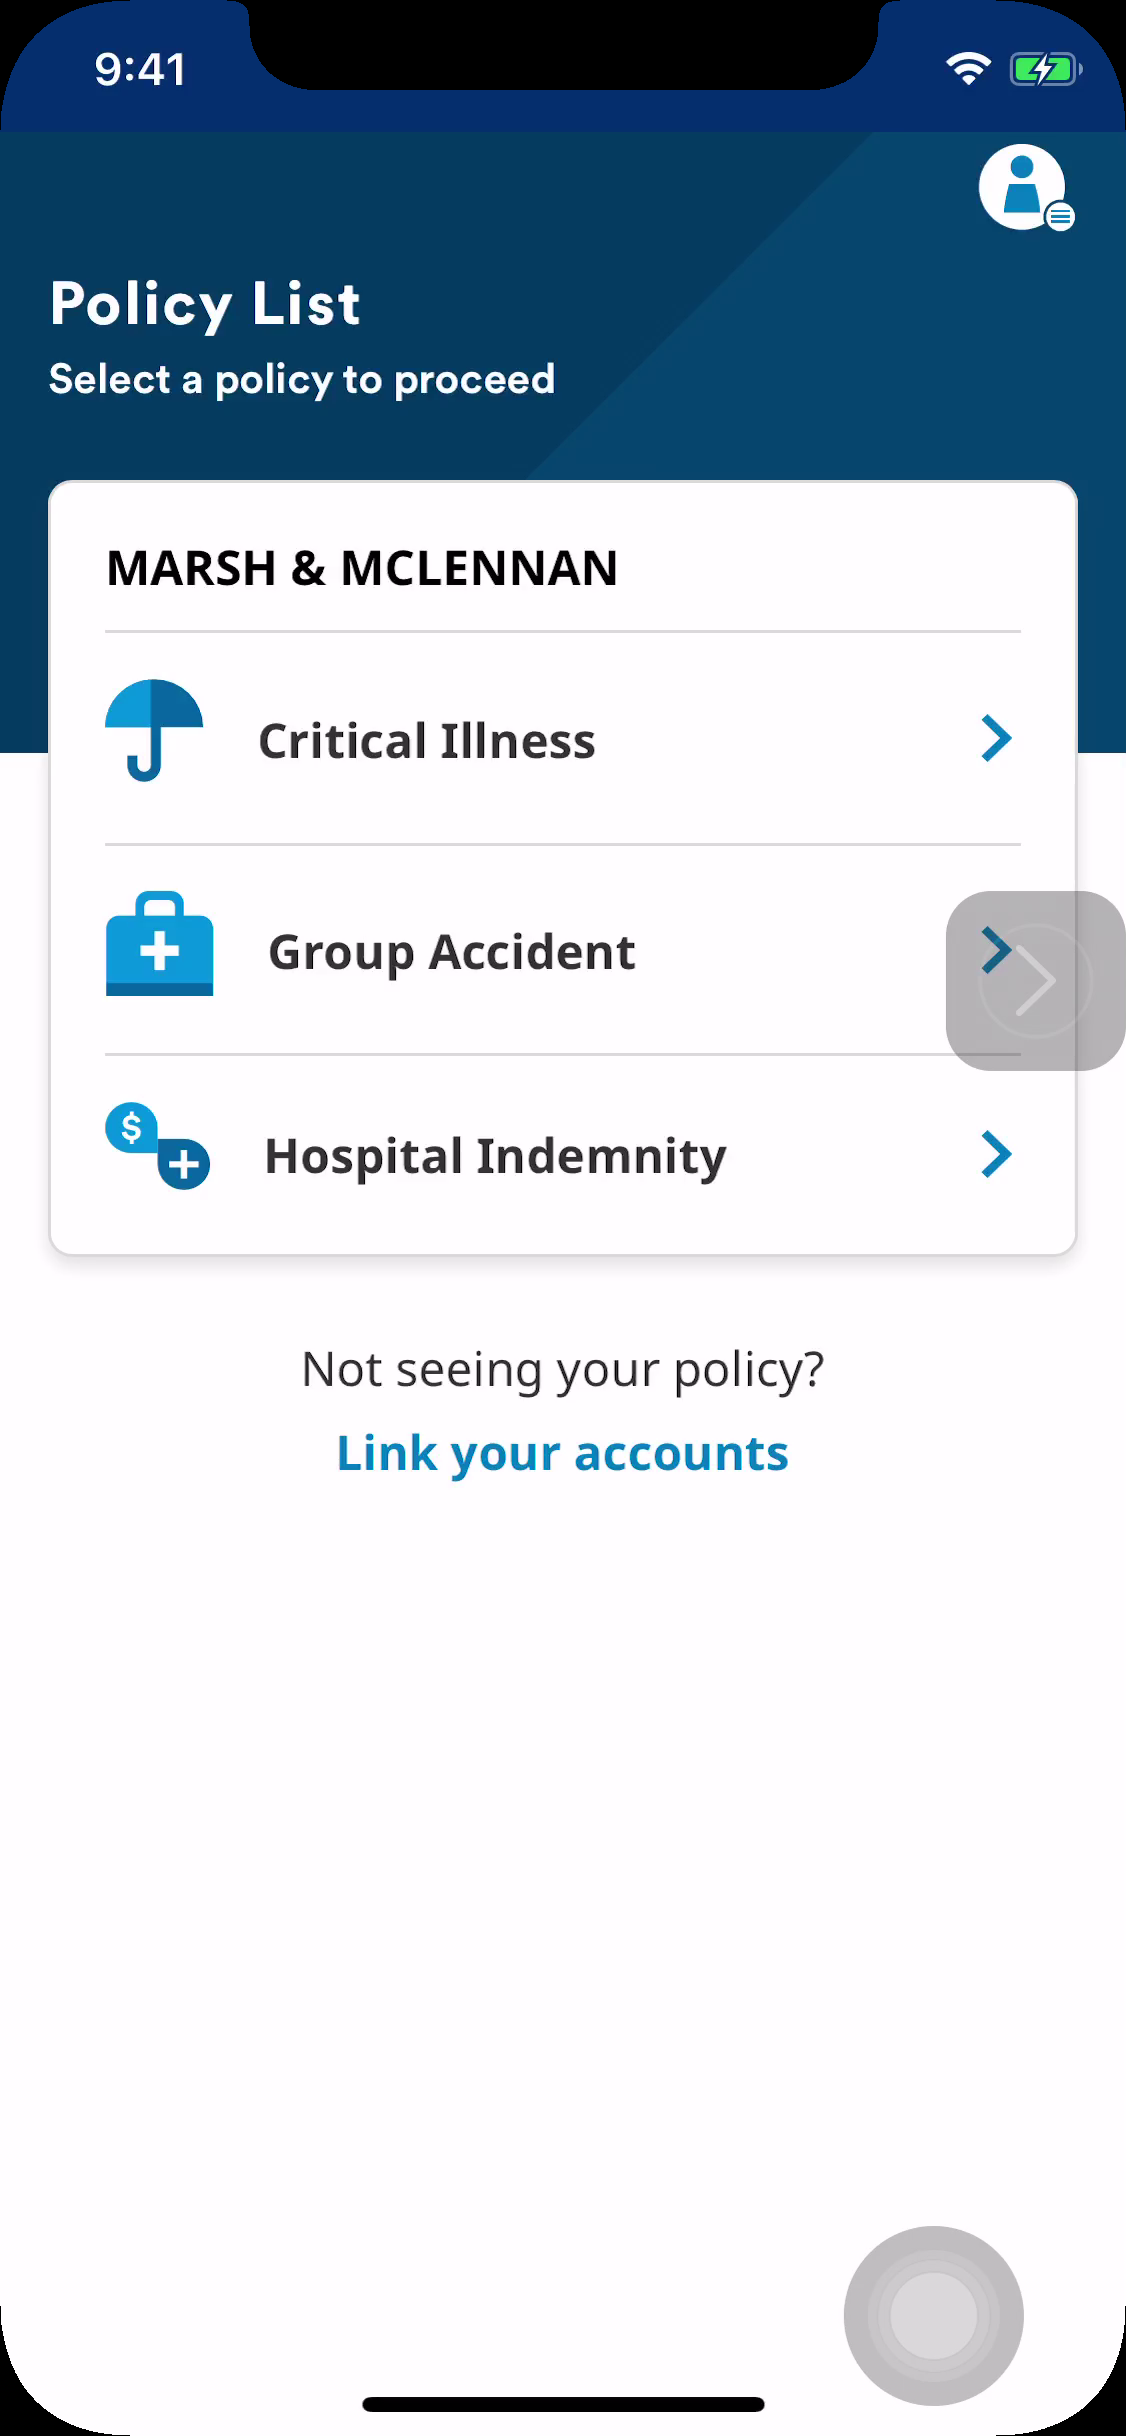 9:41
Policy List
Select a policy to proceed
MARSH & MCLENNAN
Critical Illness
Group Accident
$
Hospital Indemnity
Not seeing your policy?
Link your accounts